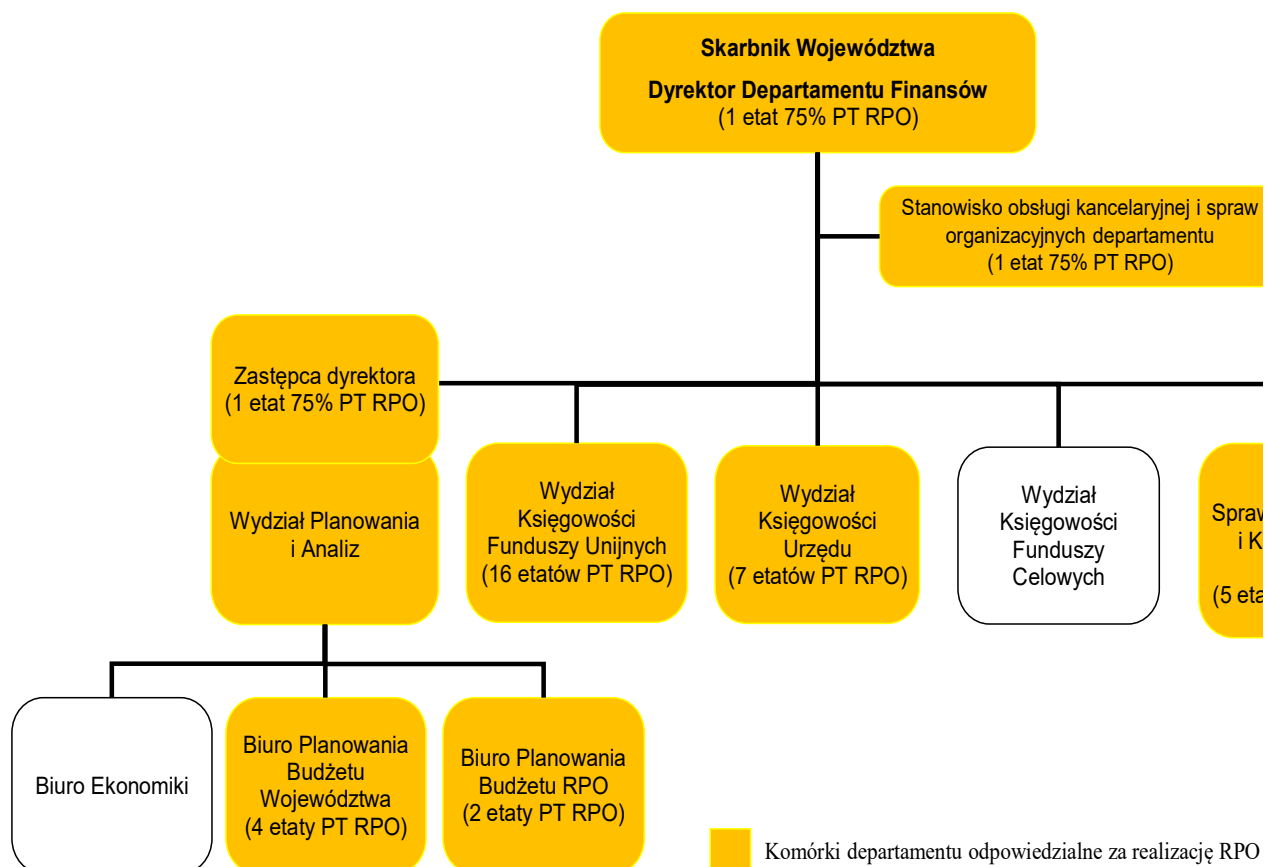 Skarbnik Województwa
Dyrektor Departamentu Finansów
(1 etat 75% PT RPO)
Stanowisko obsługi kancelaryjnej i spraw
organizacyjnych departamentu
(1 etat 75% PT RPO)
Zastępca dyrektora
(1 etat 75% PT RPO)
Wydział Planowania
i Analiz
Wydział
Księgowości
Funduszy Unijnych
(16 etatów PT RPO)
Wydział
Księgowości
Urzędu
(7 etatów PT RPO)
Wydział
Księgowości
Funduszy
Celowych
Spraw
i K
(5 eta
Biuro Ekonomiki
Biuro Planowania
Budżetu
Województwa
(4 etaty PT RPO)
Biuro Planowania
Budżetu RPO
(2 etaty PT RPO)
Komórki departamentu odpowiedzialne za realizację RPO